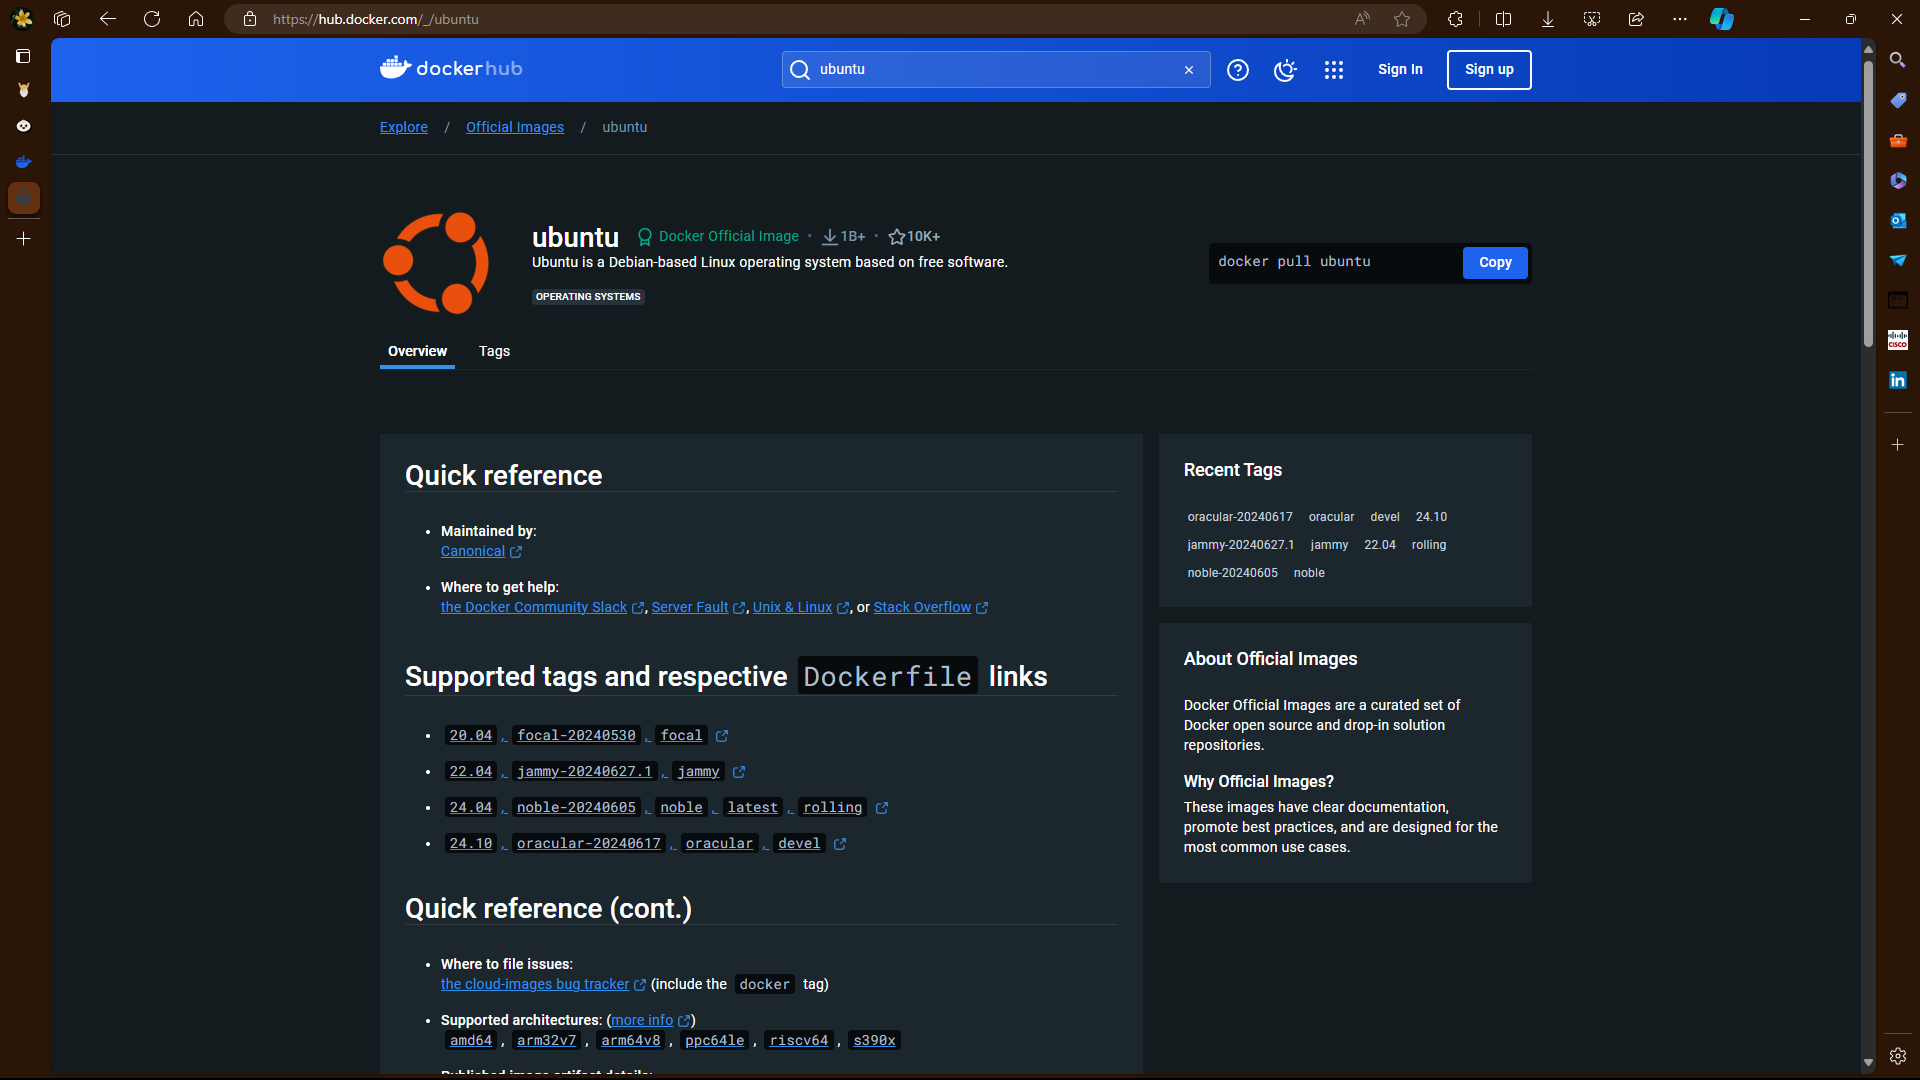 https://hub.docker.com/_/ubuntu
dockerhub
ubuntu
Sign In
Sign up
Explore / Official Images / ubuntu
ubuntu Docker Official Image · 1B+ · 10K+
Ubuntu is a Debian-based Linux operating system based on free software.
OPERATING SYSTEMS
docker pull ubuntu
Copy
Overview
Tags
Quick reference
Maintained by:
Canonical
Where to get help:
the Docker Community Slack, Server Fault, Unix & Linux, or Stack Overflow
Supported tags and respective Dockerfile links
20.04, focal-20240530, focal
22.04, jammy-20240627.1, jammy
24.04, noble-20240605, noble, latest, rolling
24.10, oracular-20240617, oracular, devel
Quick reference (cont.)
Where to file issues:
the cloud-images bug tracker (include the docker tag)
Supported architectures: (more info)
amd64, arm32v7, arm64v8, ppc64le, riscv64, s390x
Published image artifact details:
Recent Tags
oracular-20240617 oracular devel 24.10
jammy-20240627.1 jammy 22.04 rolling
noble-20240605 noble
About Official Images
Docker Official Images are a curated set of
Docker open source and drop-in solution
repositories.
Why Official Images?
These images have clear documentation,
promote best practices, and are designed for the
most common use cases.
CISCO
in